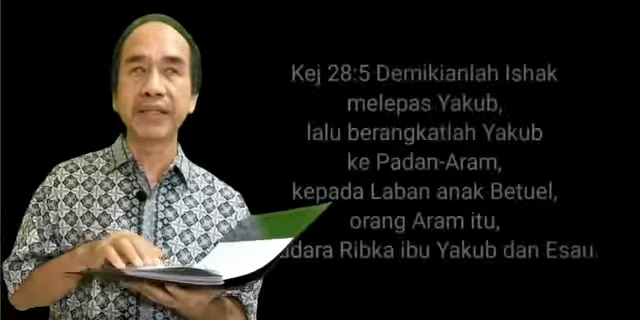 Kej 28:5 Demikianlah Ishak
melepas Yakub,
lalu berangkatlah Yakub
ke Padan-Aram,
kepada Laban anak Betuel,
orang Aram itu,
Ribka ibu Yakub dan Esau.